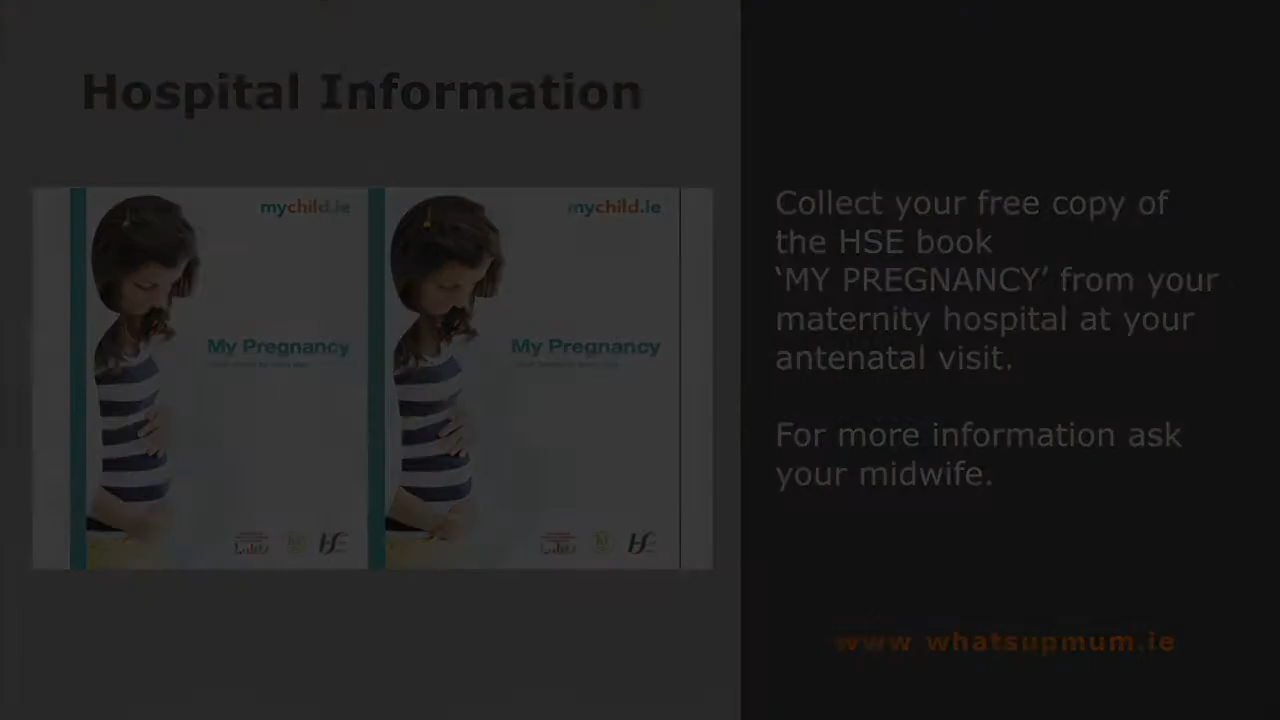 Hospital Information
mychild.ie
My Pregnancy
mychild.ie
My Pregnancy
Collect your free copy of
the HSE book
‘MY PREGNANCY’ from your
maternity hospital at your
antenatal visit.
For more information ask
your midwife.
www whatsupmum.ie